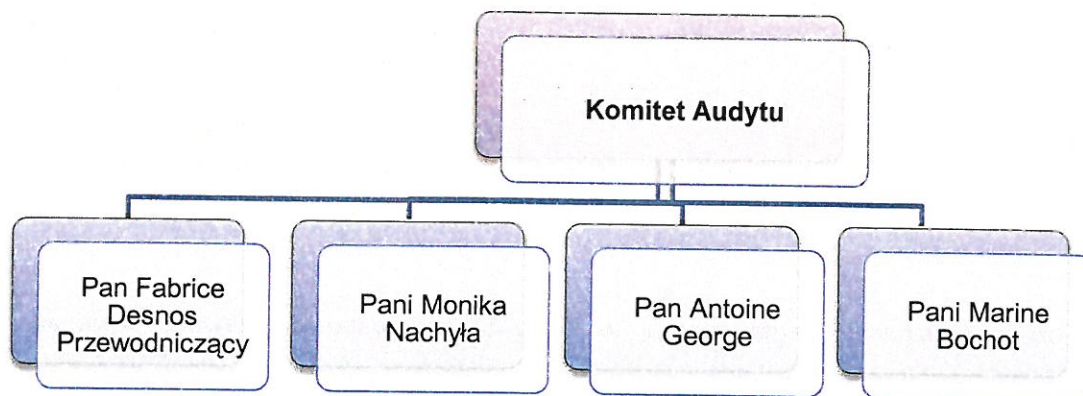 Komitet Audytu
Pan Fabrice
Desnos
Przewodniczący
Pani Monika
Nachyła
Pan Antoine
George
Pani Marine
Bochot